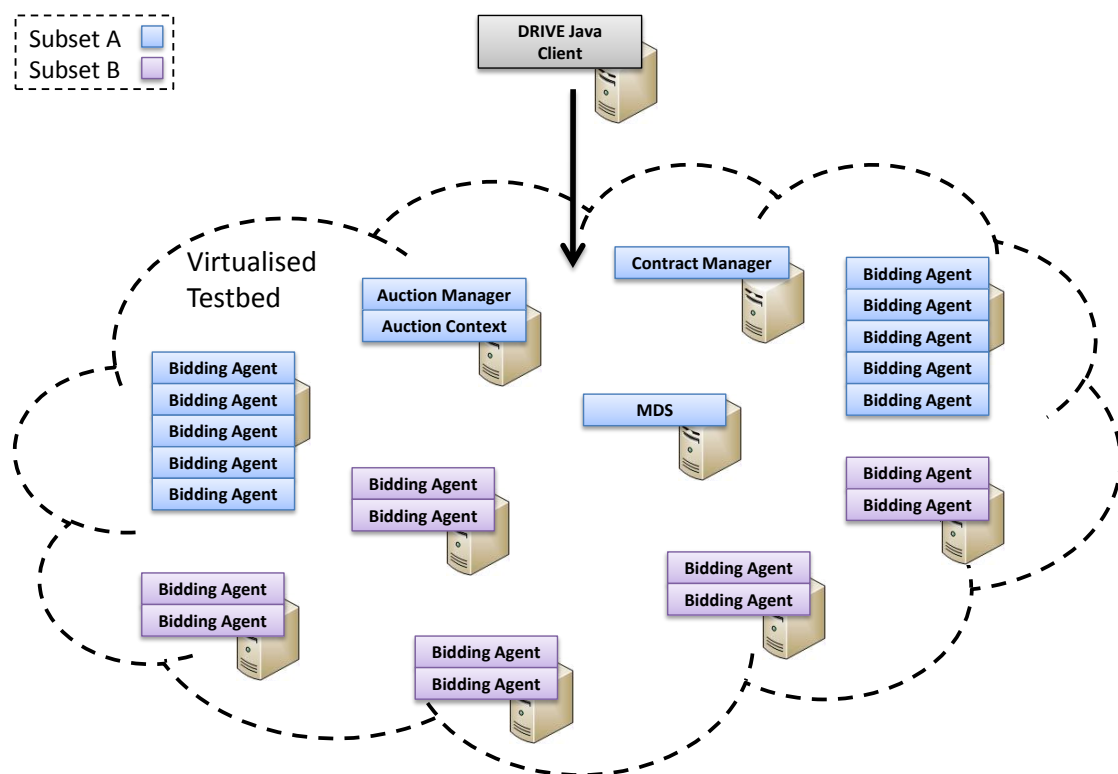 Subset A
Subset B
DRIVE Java
Client
Virtualised
Testbed
Auction Manager
Auction Context
Contract Manager
Bidding Agent
Bidding Agent
Bidding Agent
Bidding Agent
Bidding Agent
Bidding Agent
Bidding Agent
Bidding Agent
Bidding Agent
Bidding Agent
MDS
Bidding Agent
Bidding Agent
Bidding Agent
Bidding Agent
Bidding Agent
Bidding Agent
Bidding Agent
Bidding Agent
Bidding Agent
Bidding Agent